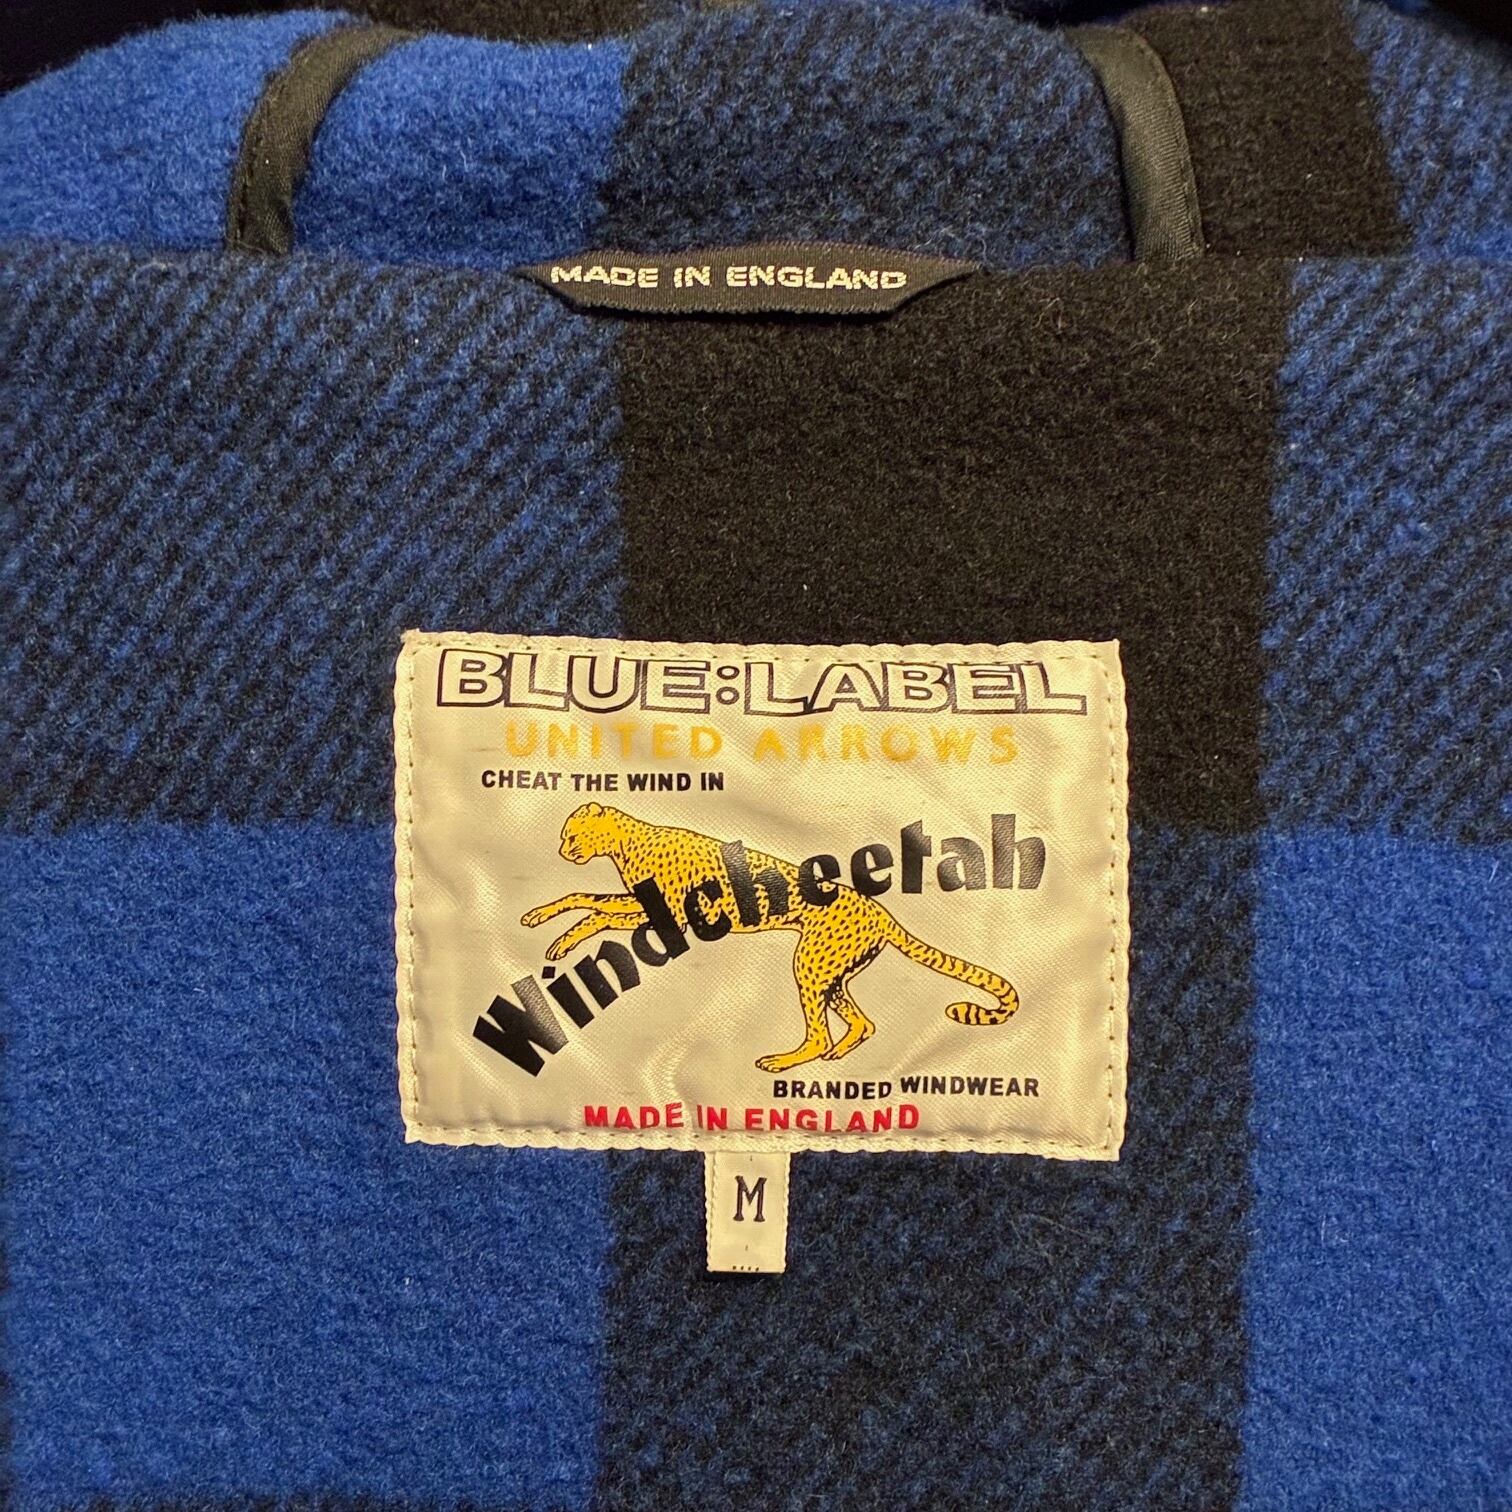 MADE IN ENGLAND
BLUE:LABEL
UNITED ARROWS
CHEAT THE WIND IN
Windcheetah
BRANDED WINDWEAR
MADE IN ENGLAND
M